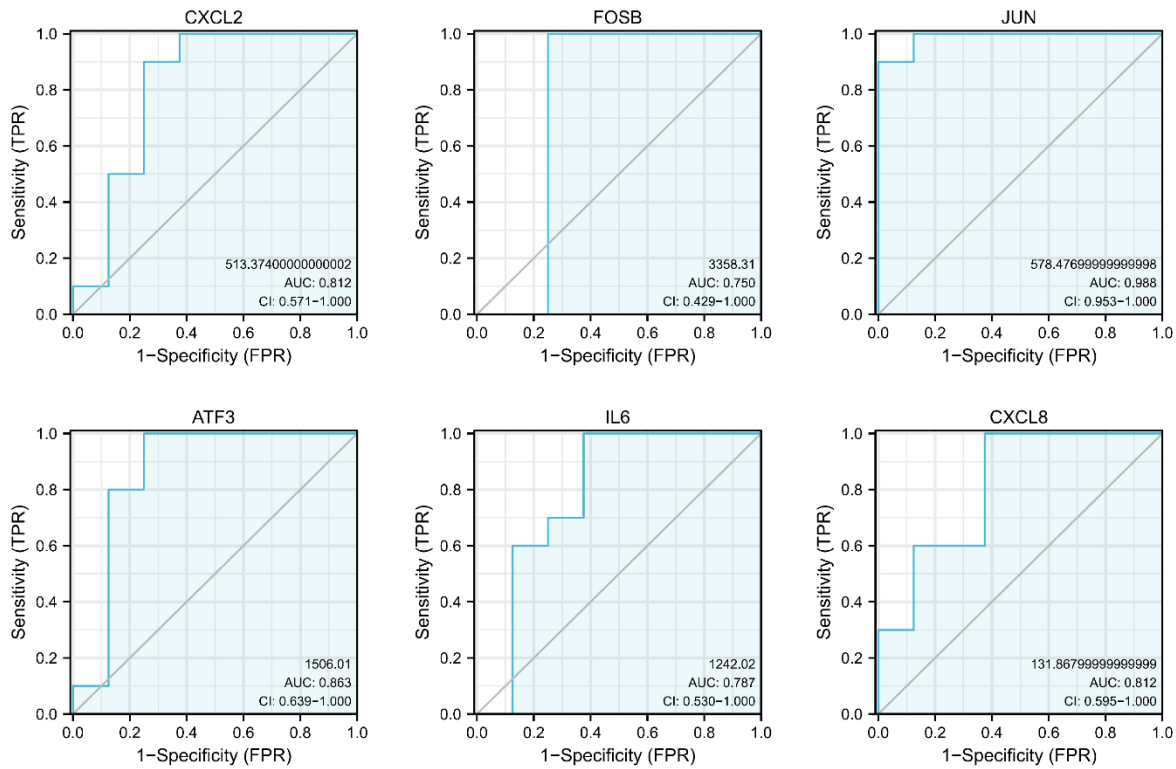 CXCL2
1.0
0.8
0.6
0.4
0.2
0.0
Sensitivity (TPR)
513.37400000000002
AUC: 0.812
CI: 0.571−1.000
0.0 0.2 0.4 0.6 0.8 1.0
1−Specificity (FPR)
FOSB
1.0
0.8
0.6
0.4
0.2
0.0
Sensitivity (TPR)
3358.31
AUC: 0.750
CI: 0.429−1.000
0.0 0.2 0.4 0.6 0.8 1.0
1−Specificity (FPR)
JUN
1.0
0.8
0.6
0.4
0.2
0.0
Sensitivity (TPR)
578.47699999999998
AUC: 0.988
CI: 0.953−1.000
0.0 0.2 0.4 0.6 0.8 1.0
1−Specificity (FPR)
ATF3
1.0
0.8
0.6
0.4
0.2
0.0
Sensitivity (TPR)
1506.01
AUC: 0.863
CI: 0.639−1.000
0.0 0.2 0.4 0.6 0.8 1.0
1−Specificity (FPR)
IL6
1.0
0.8
0.6
0.4
0.2
0.0
Sensitivity (TPR)
1242.02
AUC: 0.787
CI: 0.530−1.000
0.0 0.2 0.4 0.6 0.8 1.0
1−Specificity (FPR)
CXCL8
1.0
0.8
0.6
0.4
0.2
0.0
Sensitivity (TPR)
131.86799999999999
AUC: 0.812
CI: 0.595−1.000
0.0 0.2 0.4 0.6 0.8 1.0
1−Specificity (FPR)